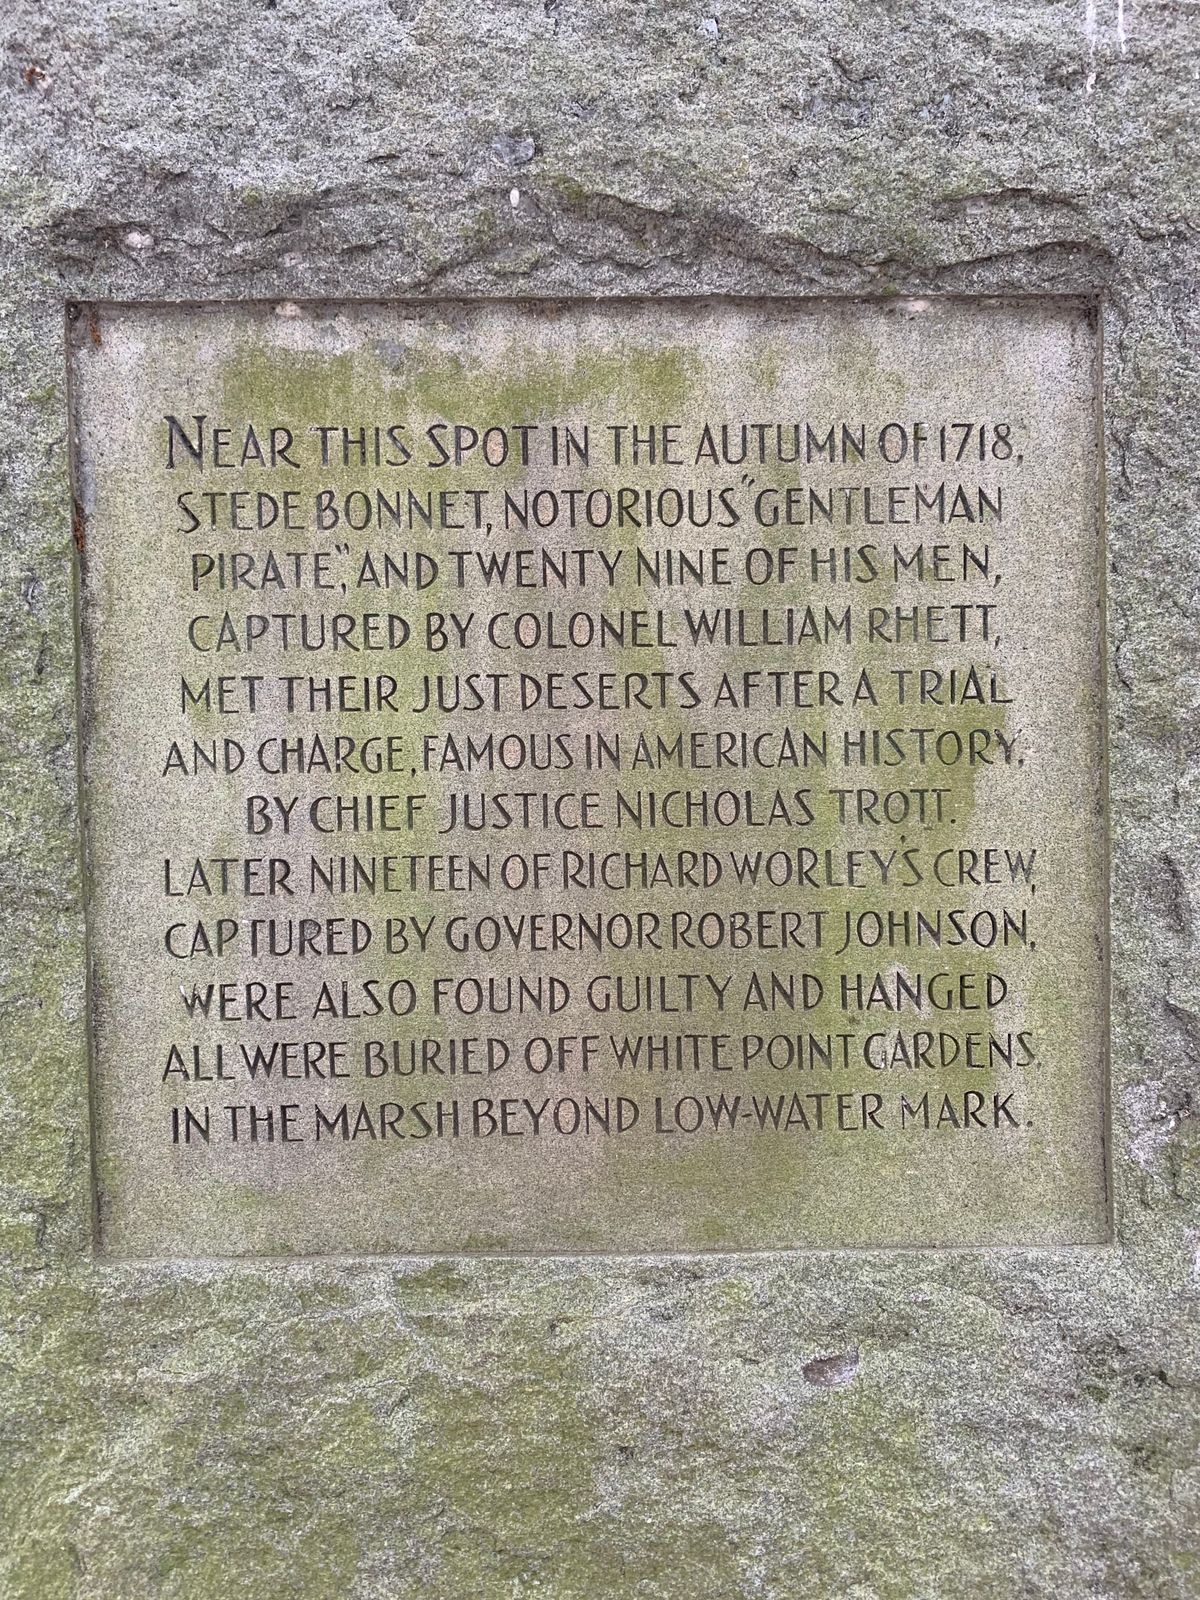 NEAR THIS SPOT IN THE AUTUMN OF 1718,
STEDE BONNET, NOTORIOUS "GENTLEMAN
PIRATE", AND TWENTY NINE OF HIS MEN,
CAPTURED BY COLONEL WILLIAM RHETT,
MET THEIR JUST DESERTS AFTER A TRIAL
AND CHARGE, FAMOUS IN AMERICAN HISTORY,
BY CHIEF JUSTICE NICHOLAS TROTT.
LATER NINETEEN OF RICHARD WORLEY'S CREW,
CAPTURED BY GOVERNOR ROBERT JOHNSON,
WERE ALSO FOUND GUILTY AND HANGED
ALL WERE BURIED OFF WHITE POINT GARDENS,
IN THE MARSH BEYOND LOW-WATER MARK.